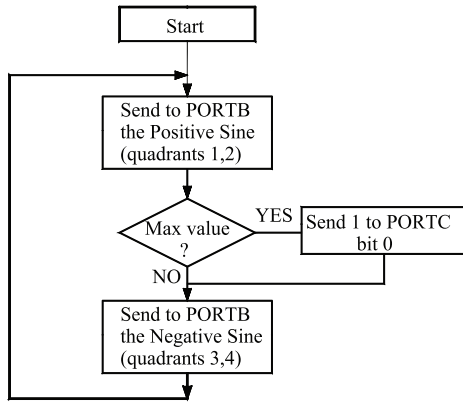 Start
Send to PORTB
the Positive Sine
(quadrants 1,2)
Max value
?
YES
Send 1 to PORTC
bit 0
NO
Send to PORTB
the Negative Sine
(quadrants 3,4)